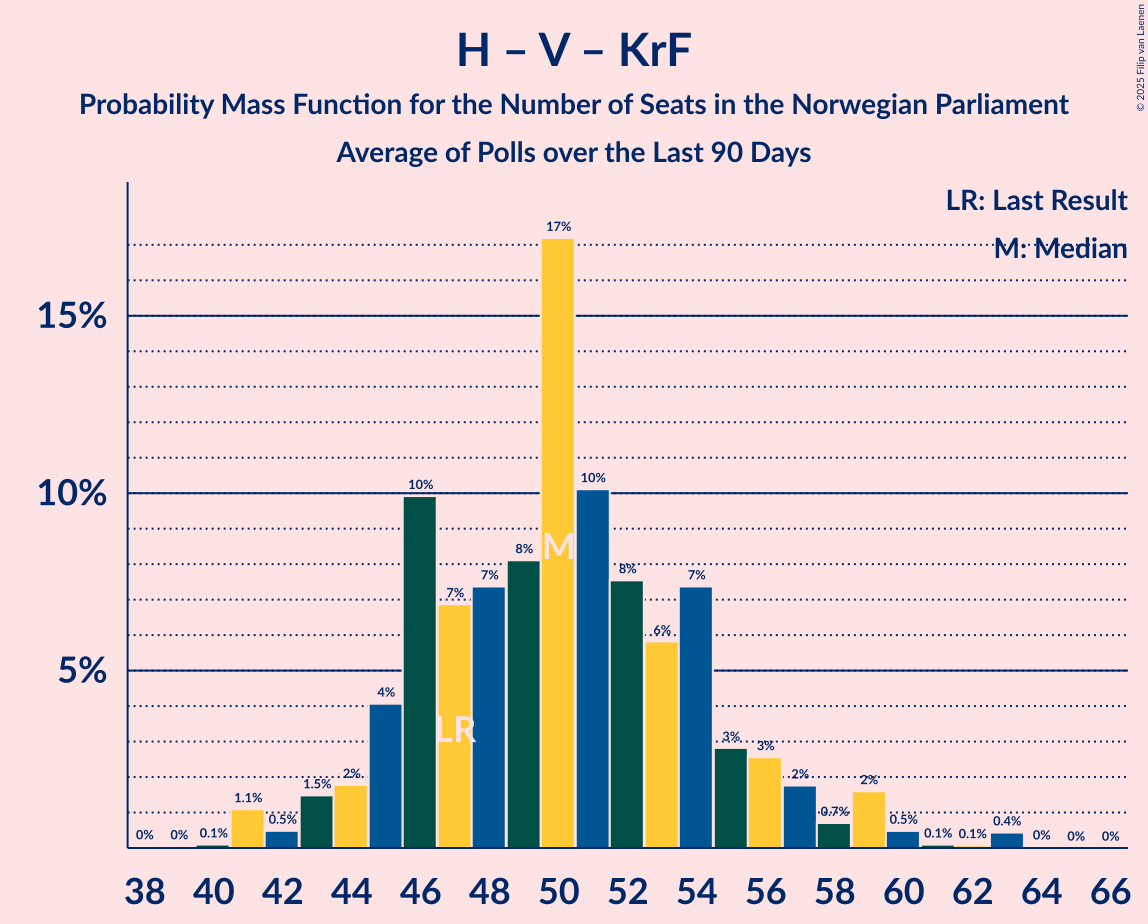 H – V – KrF
Probability Mass Function for the Number of Seats in the Norwegian Parliament
Average of Polls over the Last 90 Days
© 2025 Filip van Laenen
LR: Last Result
M: Median
15%
10%
5%
0% 0% 0.1% 1.1% 0.5% 1.5% 2% 4% 10% 7% 7% 8% 17% 10% 8% 6% 7% 3% 3% 2% 0.7% 2% 0.5% 0.1% 0.1% 0.4% 0% 0% 0%
M
LR
38 40 42 44 46 48 50 52 54 56 58 60 62 64 66